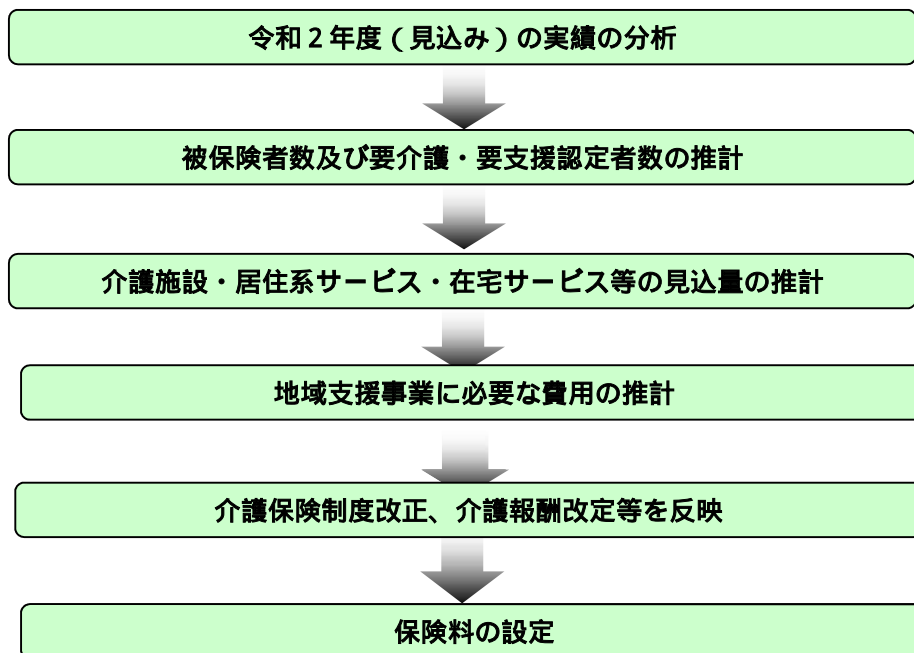 令和２年度（見込み）の実績の分析
被保険者数及び要介護・要支援認定者数の推計
介護施設・居住系サービス・在宅サービス等の見込量の推計
地域支援事業に必要な費用の推計
介護保険制度改正、介護報酬改定等を反映
保険料の設定